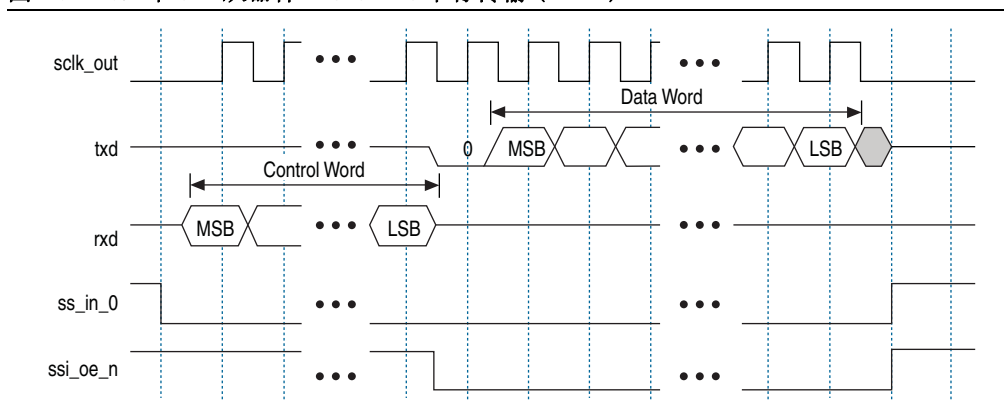 sclk_out
Data Word
txd
0
MSB
LSB
Control Word
rxd
MSB
LSB
ss_in_0
ssi_oe_n